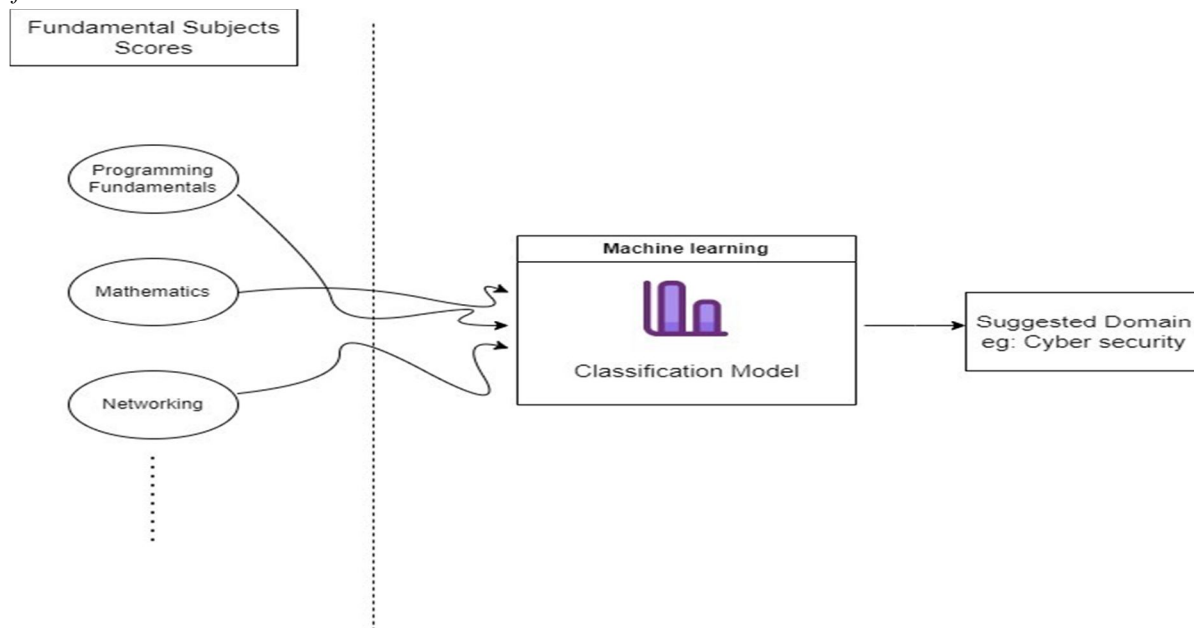 Fundamental Subjects
Scores
Programming
Fundamentals
Mathematics
Networking
Machine learning
Classification Model
Suggested Domain
eg: Cyber security